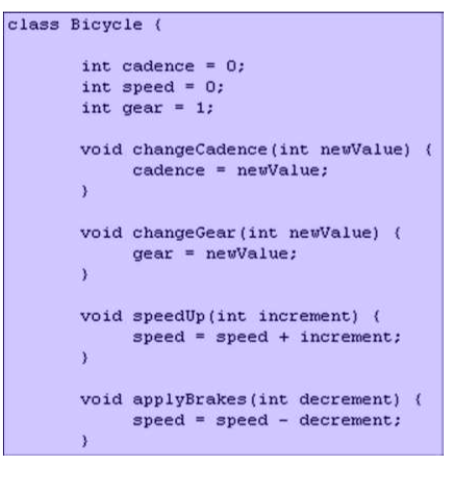 class Bicycle {
int cadence = 0;
int speed = 0;
int gear = 1;
void changeCadence(int newValue) {
cadence = newValue;
}
void changeGear(int newValue) {
gear = newValue;
}
void speedUp(int increment) {
speed = speed + increment;
}
void applyBrakes(int decrement) {
speed = speed - decrement;
}